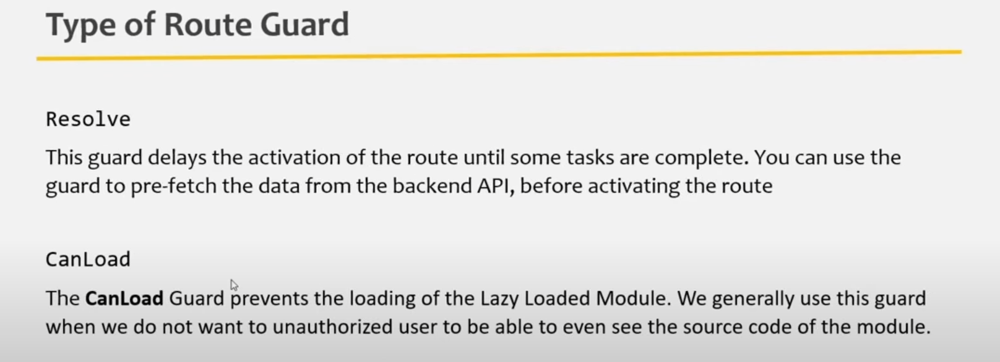 Type of Route Guard
Resolve
This guard delays the activation of the route until some tasks are complete. You can use the
guard to pre-fetch the data from the backend API, before activating the route
CanLoad
The CanLoad Guard prevents the loading of the Lazy Loaded Module. We generally use this guard
when we do not want to unauthorized user to be able to even see the source code of the module.